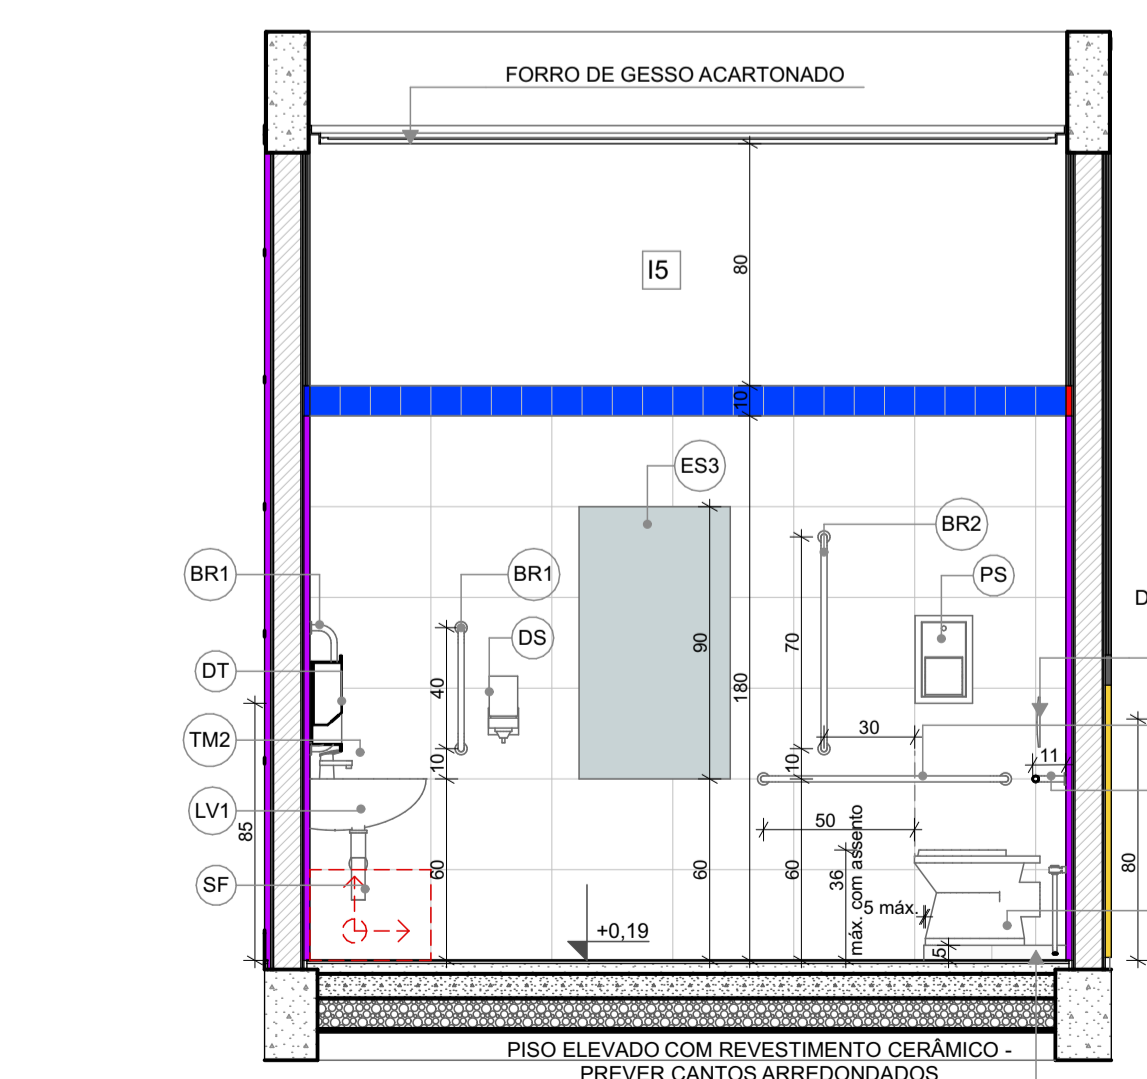 FORRO DE GESSO ACARTONADO
I5
80
10
ES3
BR2
BR1
BR1
PS
DS
D
DT
TM2
LV1
SF
85
40
10
60
90
60
180
70
10
60
30
50
11
36
máx. com assento
5 máx.
5
80
+0,19
PISO ELEVADO COM REVESTIMENTO CERÂMICO -
PREVER CANTOS ARREDONDADOS